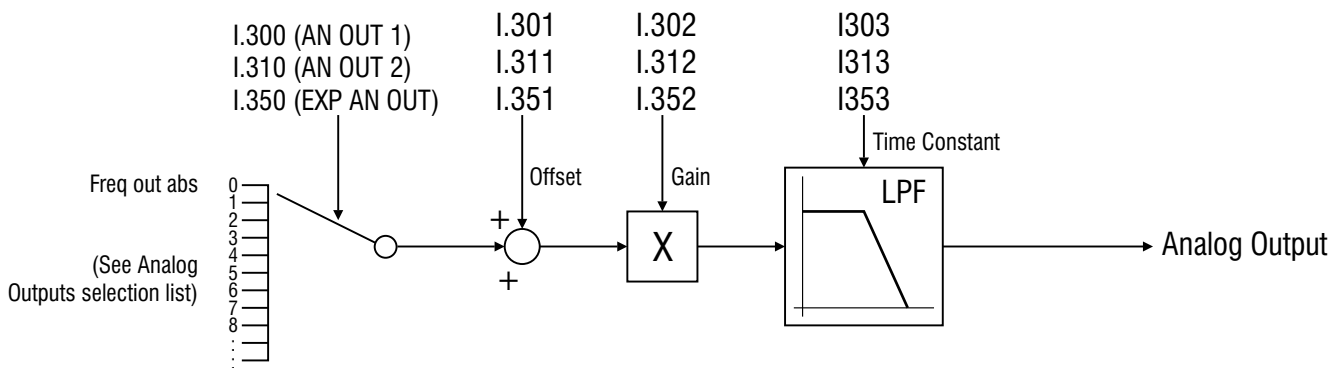 I.300 (AN OUT 1)
I.310 (AN OUT 2)
I.350 (EXP AN OUT)
I.301
I.311
I.351
I.302
I.312
I.352
I303
I313
I353
Time Constant
Freq out abs
0
1
2
3
4
5
6
7
8
.
.
.
(See Analog
Outputs selection list)
Offset
+
+
Gain
X
LPF
Analog Output